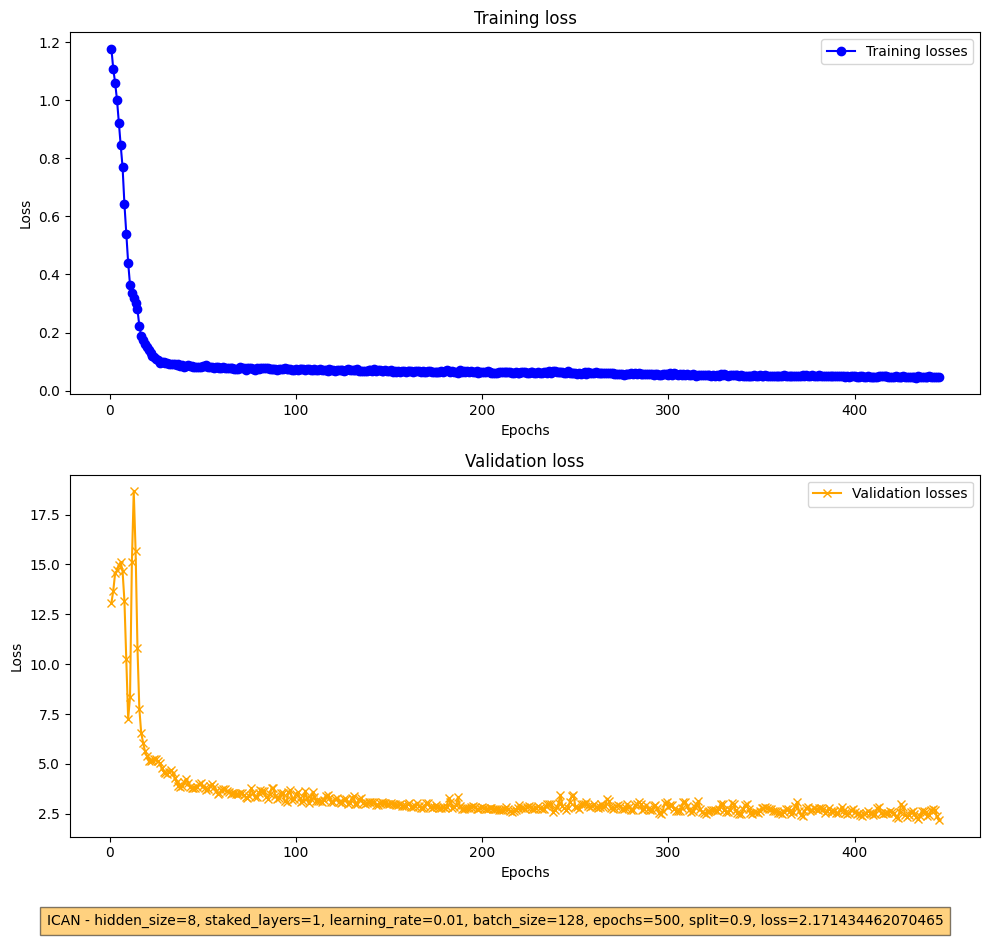 Training loss
1.2
1.0
0.8
0.6
0.4
0.2
0.0
Loss
Training losses
0
100
200
300
400
Epochs
Validation loss
17.5
15.0
12.5
10.0
7.5
5.0
2.5
Loss
Validation losses
0
100
200
300
400
Epochs
ICAN - hidden_size=8, staked_layers=1, learning_rate=0.01, batch_size=128, epochs=500, split=0.9, loss=2.171434462070465